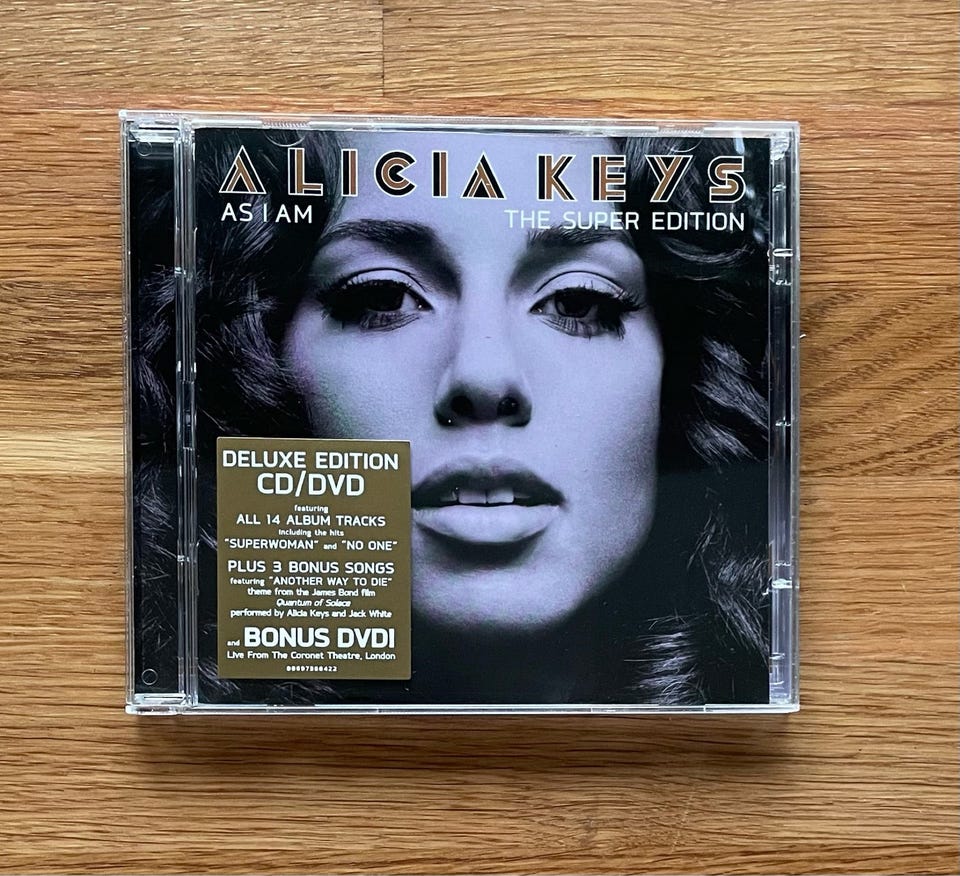 ALICIA KEYS
AS I AM THE SUPER EDITION
DELUXE EDITION
CD/DVD
featuring
ALL 14 ALBUM TRACKS
including the hits
"SUPERWOMAN" and "NO ONE"
PLUS 3 BONUS SONGS
featuring "ANOTHER WAY TO DIE"
theme from the James Bond film
Quantum of Solace
performed by Alicia Keys and Jack White
and BONUS DVD!
Live From The Coronet Theatre, London